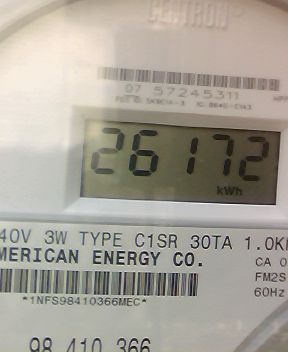 CENTRON®
07 57245311
26172
kWh
40V 3W TYPE C1SR 30TA 1.0K
MERICAN ENERGY CO.
CA 0
FM2S
*1NFS98410366MEC*
60Hz
98 410 366